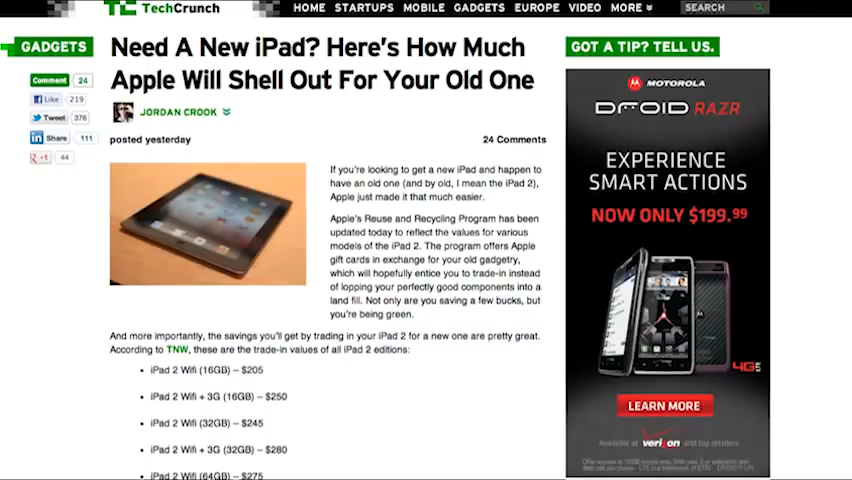 TC TechCrunch
HOME STARTUPS MOBILE GADGETS EUROPE VIDEO MORE
SEARCH
GADGETS
Need A New iPad? Here's How Much
Apple Will Shell Out For Your Old One
GOT A TIP? TELL US.
Comment 24
Like 219
Tweet 376
Share 111
+1 44
JORDAN CROOK
posted yesterday
24 Comments
If you're looking to get a new iPad and happen to
have an old one (and by old, I mean the iPad 2),
Apple just made it that much easier.
Apple's Reuse and Recycling Program has been
updated today to reflect the values for various
models of the iPad 2. The program offers Apple
gift cards in exchange for your old gadgetry,
which will hopefully entice you to trade-in instead
of lopping your perfectly good components into a
land fill. Not only are you saving a few bucks, but
you're being green.
And more importantly, the savings you'll get by trading in your iPad 2 for a new one are pretty great.
According to TNW, these are the trade-in values of all iPad 2 editions:
• iPad 2 Wifi (16GB) – $205
• iPad 2 Wifi + 3G (16GB) – $250
• iPad 2 Wifi (32GB) – $245
• iPad 2 Wifi + 3G (32GB) – $280
• iPad 2 Wifi (64GB) – $275
MOTOROLA
DROID RAZR
EXPERIENCE
SMART ACTIONS
NOW ONLY $199.99
4G LTE
LEARN MORE
Available at verizon and top retailers.